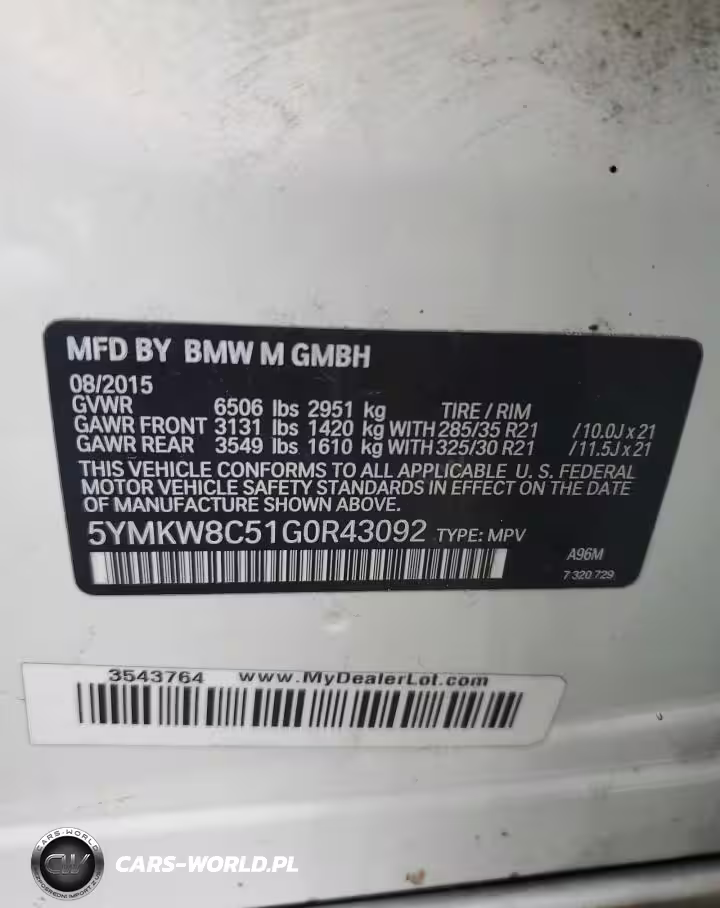 MFD BY BMW M GMBH
08/2015
GVWR 6506 lbs 2951 kg TIRE / RIM
GAWR FRONT 3131 lbs 1420 kg WITH 285/35 R21 /10.0J x 21
GAWR REAR 3549 lbs 1610 kg WITH 325/30 R21 /11.5J x 21
THIS VEHICLE CONFORMS TO ALL APPLICABLE U. S. FEDERAL
MOTOR VEHICLE SAFETY STANDARDS IN EFFECT ON THE DATE
OF MANUFACTURE SHOWN ABOVE.
5YMKW8C51G0R43092 TYPE: MPV
A96M
7 320 729
3543764 www.MyDealerLot.com
CARS-WORLD
CW
CARS-WORLD.PL